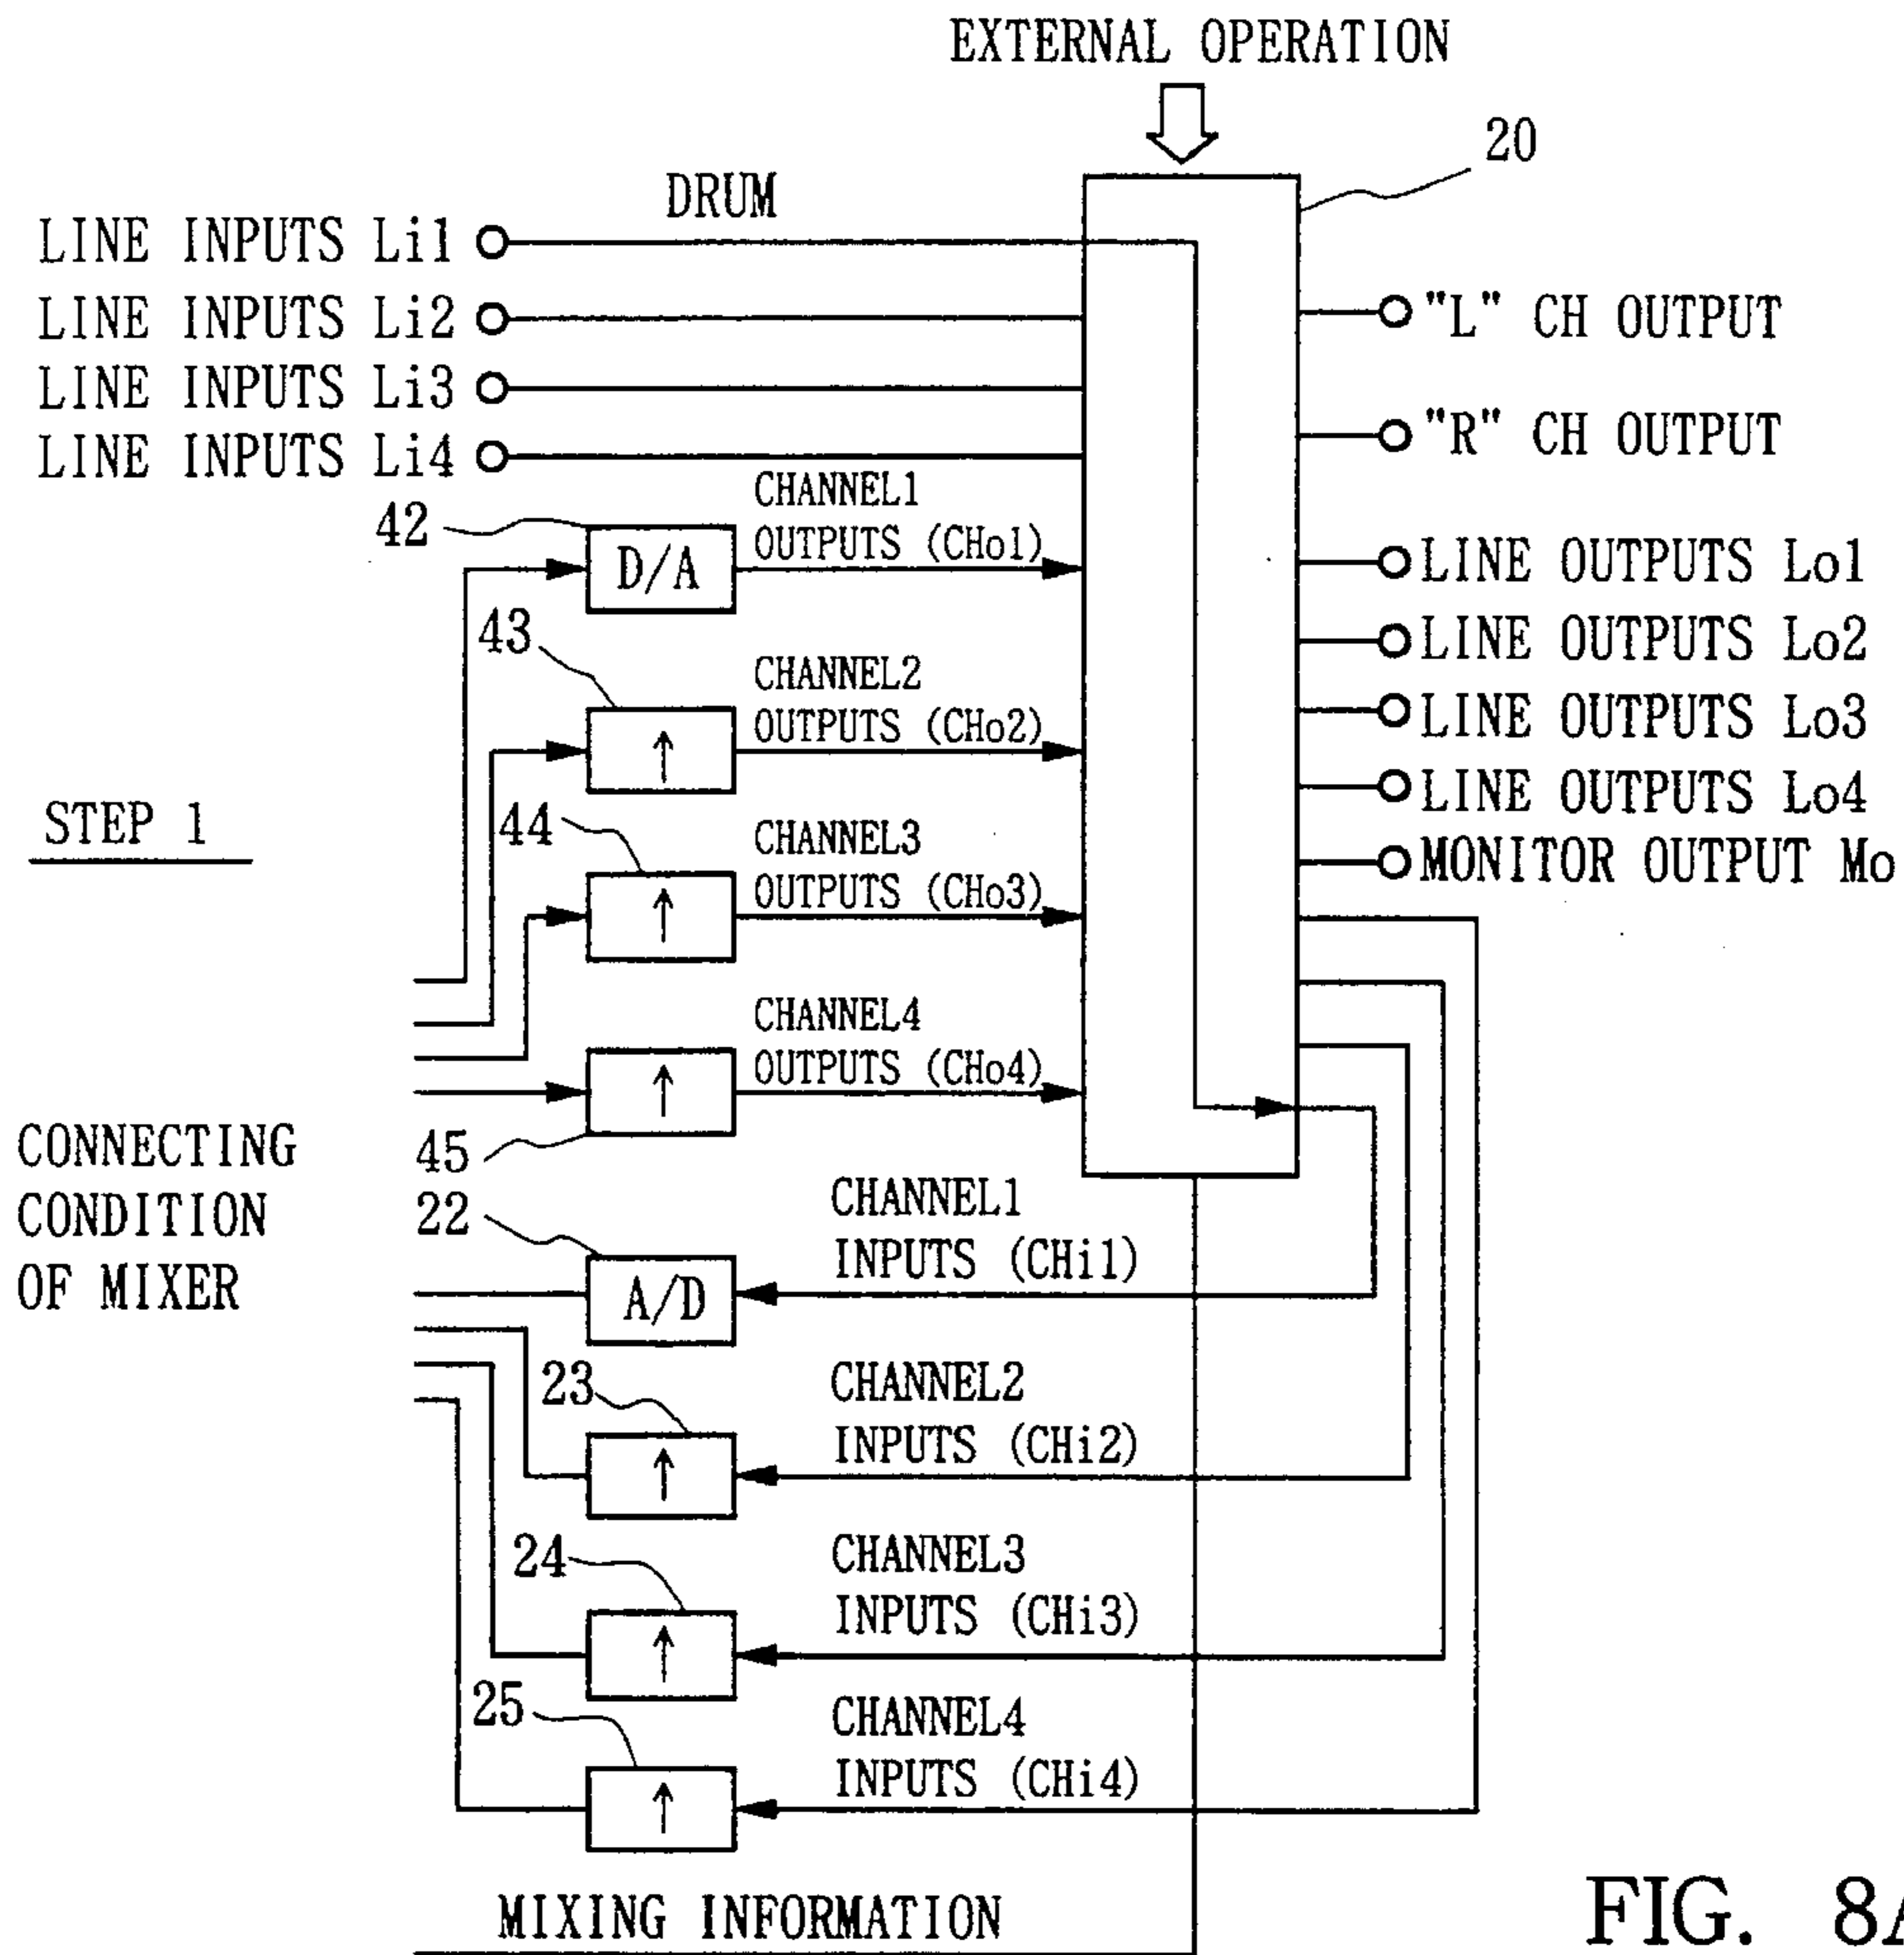 EXTERNAL OPERATION
20
DRUM
LINE INPUTS Li1
LINE INPUTS Li2
LINE INPUTS Li3
LINE INPUTS Li4
"L" CH OUTPUT
"R" CH OUTPUT
LINE OUTPUTS Lo1
LINE OUTPUTS Lo2
LINE OUTPUTS Lo3
LINE OUTPUTS Lo4
MONITOR OUTPUT Mo
42
D/A
CHANNEL1
OUTPUTS (CHo1)
43
↑
CHANNEL2
OUTPUTS (CHo2)
STEP 1
44
↑
CHANNEL3
OUTPUTS (CHo3)
45
↑
CHANNEL4
OUTPUTS (CHo4)
CONNECTING
CONDITION
OF MIXER
22
A/D
CHANNEL1
INPUTS (CHi1)
23
↑
CHANNEL2
INPUTS (CHi2)
24
↑
CHANNEL3
INPUTS (CHi3)
25
↑
CHANNEL4
INPUTS (CHi4)
MIXING INFORMATION
FIG. 8A